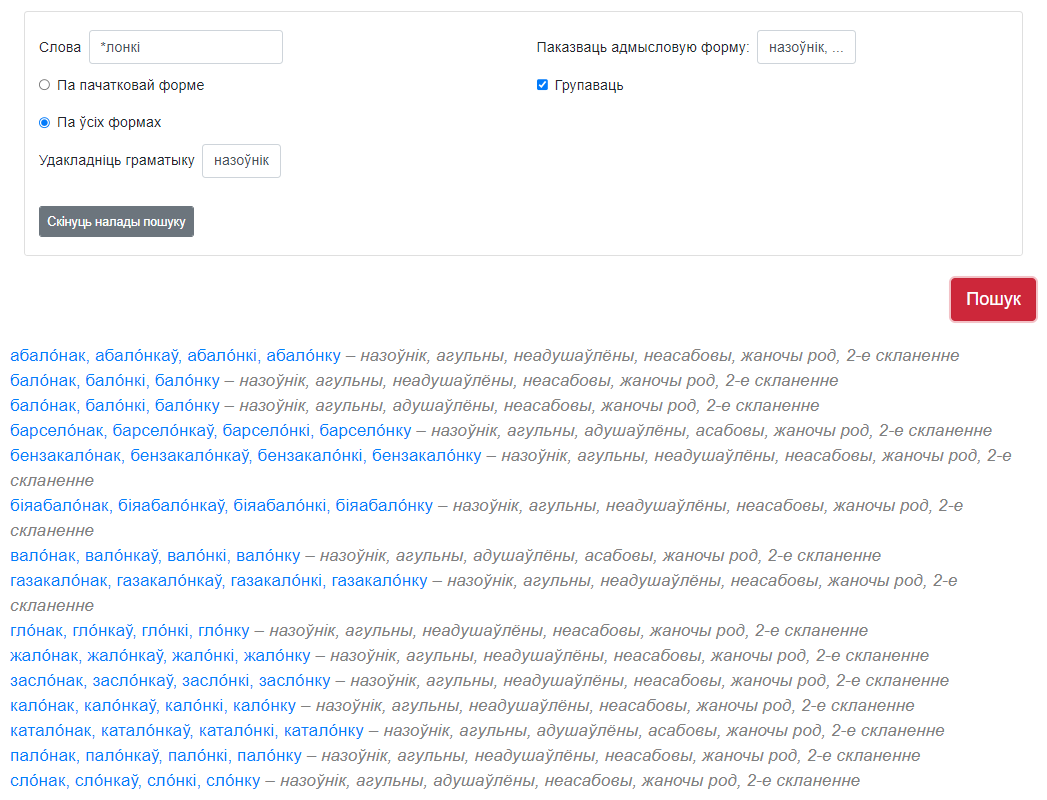 Слова *лонкі Паказваць адмысловую форму: назоўнік, ...
Па пачатковай форме Групаваць
Па ўсіх формах
Удакладніць граматыку назоўнік
Скінуць налады пошуку
Пошук
абало́нак, абало́нкаў, абало́нкі, абало́нку – назоўнік, агульны, неадушаўлёны, неасабовы, жаночы род, 2-е скланенне
бало́нак, бало́нкі, бало́нку – назоўнік, агульны, неадушаўлёны, неасабовы, жаночы род, 2-е скланенне
бало́нак, бало́нкі, бало́нку – назоўнік, агульны, адушаўлёны, неасабовы, жаночы род, 2-е скланенне
барсело́нак, барсело́нкаў, барсело́нкі, барсело́нку – назоўнік, агульны, адушаўлёны, асабовы, жаночы род, 2-е скланенне
бензакало́нак, бензакало́нкаў, бензакало́нкі, бензакало́нку – назоўнік, агульны, неадушаўлёны, неасабовы, жаночы род, 2-е
скланенне
біяабало́нак, біяабало́нкаў, біяабало́нкі, біяабало́нку – назоўнік, агульны, неадушаўлёны, неасабовы, жаночы род, 2-е
скланенне
вало́нак, вало́нкаў, вало́нкі, вало́нку – назоўнік, агульны, адушаўлёны, асабовы, жаночы род, 2-е скланенне
газакало́нак, газакало́нкаў, газакало́нкі, газакало́нку – назоўнік, агульны, неадушаўлёны, неасабовы, жаночы род, 2-е
скланенне
гло́нак, гло́нкаў, гло́нкі, гло́нку – назоўнік, агульны, неадушаўлёны, неасабовы, жаночы род, 2-е скланенне
жало́нак, жало́нкаў, жало́нкі, жало́нку – назоўнік, агульны, неадушаўлёны, неасабовы, жаночы род, 2-е скланенне
засло́нак, засло́нкаў, засло́нкі, засло́нку – назоўнік, агульны, неадушаўлёны, неасабовы, жаночы род, 2-е скланенне
кало́нак, кало́нкаў, кало́нкі, кало́нку – назоўнік, агульны, неадушаўлёны, неасабовы, жаночы род, 2-е скланенне
катало́нак, катало́нкаў, катало́нкі, катало́нку – назоўнік, агульны, адушаўлёны, асабовы, жаночы род, 2-е скланенне
пало́нак, пало́нкаў, пало́нкі, пало́нку – назоўнік, агульны, неадушаўлёны, неасабовы, жаночы род, 2-е скланенне
сло́нак, сло́нкаў, сло́нкі, сло́нку – назоўнік, агульны, адушаўлёны, неасабовы, жаночы род, 2-е скланенне